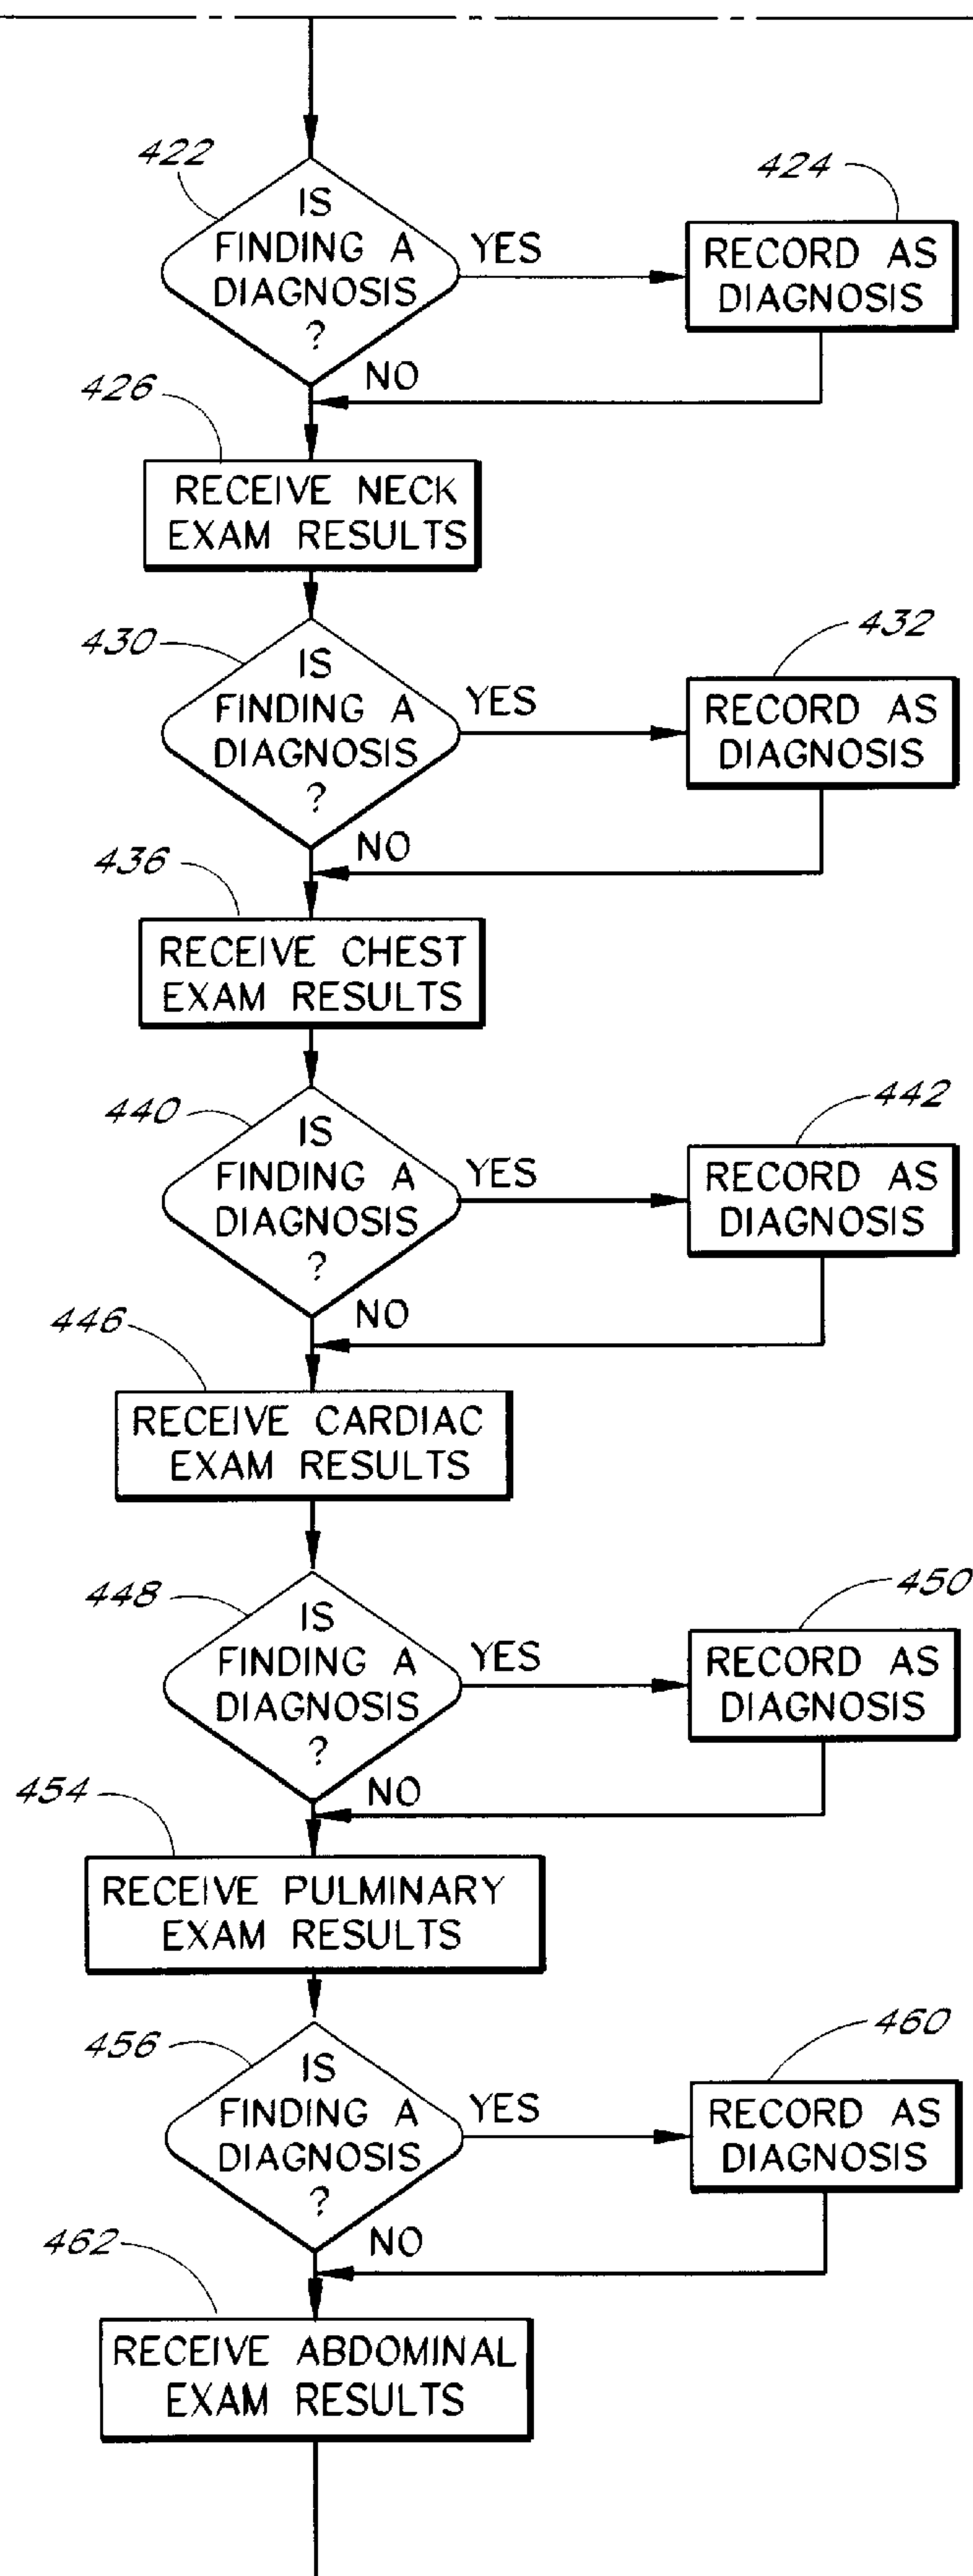 422
IS
FINDING A
DIAGNOSIS
?
YES
424
RECORD AS
DIAGNOSIS
NO
426
RECEIVE NECK
EXAM RESULTS
430
IS
FINDING A
DIAGNOSIS
?
YES
432
RECORD AS
DIAGNOSIS
NO
436
RECEIVE CHEST
EXAM RESULTS
440
IS
FINDING A
DIAGNOSIS
?
YES
442
RECORD AS
DIAGNOSIS
NO
446
RECEIVE CARDIAC
EXAM RESULTS
448
IS
FINDING A
DIAGNOSIS
?
YES
450
RECORD AS
DIAGNOSIS
NO
454
RECEIVE PULMINARY
EXAM RESULTS
456
IS
FINDING A
DIAGNOSIS
?
YES
460
RECORD AS
DIAGNOSIS
NO
462
RECEIVE ABDOMINAL
EXAM RESULTS